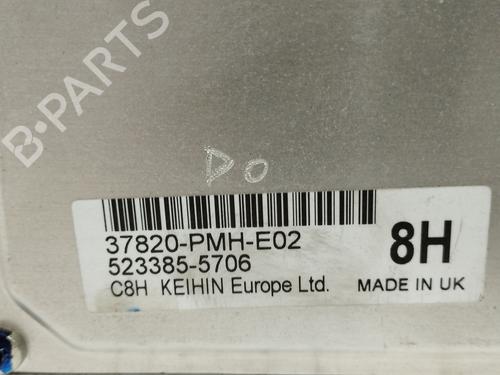 B-PARTS
DO
37820-PMH-E02
523385-5706
C8H KEIHIN Europe Ltd.
8H
MADE IN UK